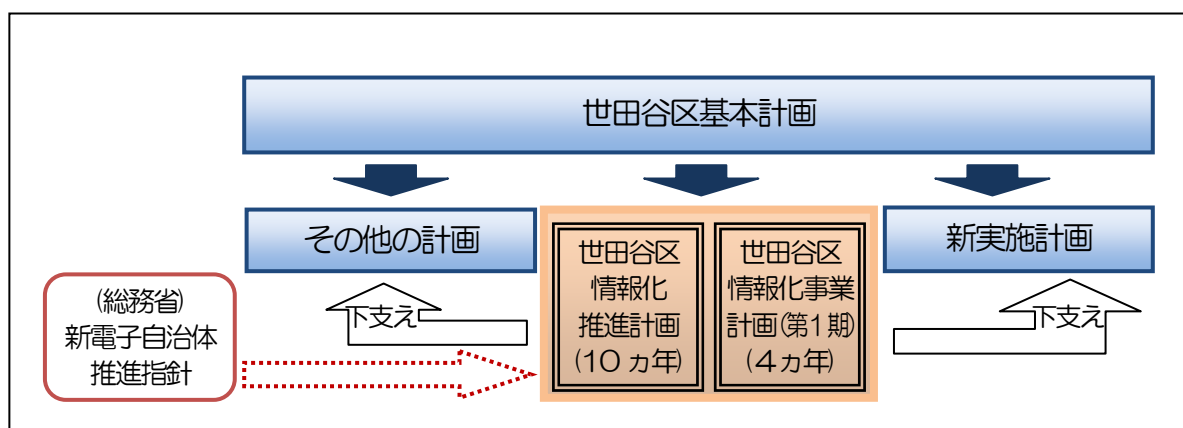 世田谷区基本計画
その他の計画
世田谷区
情報化
推進計画
(10ヵ年)
世田谷区
情報化事業
計画(第1期)
(4ヵ年)
新実施計画
(総務省)
新電子自治体
推進指針
下支え
下支え